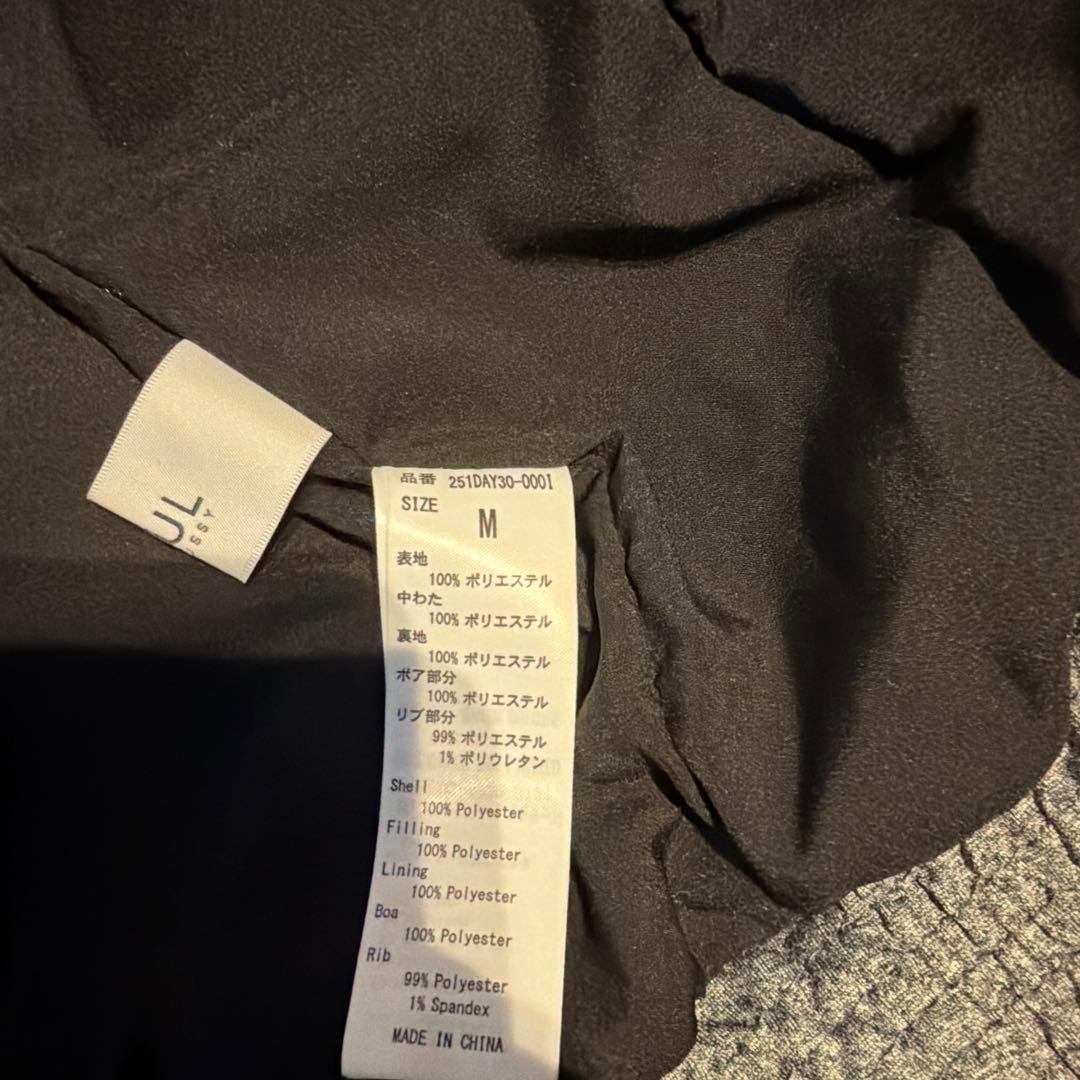 UL
SSY
品番 251DAY30-0001
SIZE
M
表地
100% ポリエステル
中わた
100% ポリエステル
裏地
100% ポリエステル
ボア部分
100% ポリエステル
リブ部分
99% ポリエステル
1% ポリウレタン
Shell
100% Polyester
Filling
100% Polyester
Lining
100% Polyester
Boa
100% Polyester
Rib
99% Polyester
1% Spandex
MADE IN CHINA